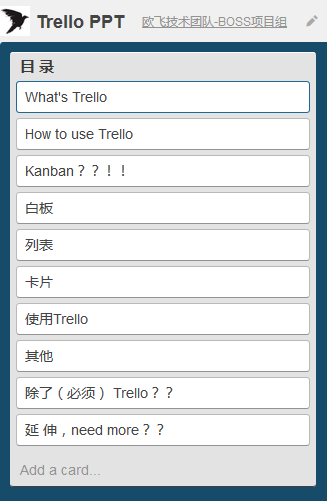 Trello PPT 欧飞技术团队-BOSS项目组
目 录
What's Trello
How to use Trello
Kanban？？！！
白板
列表
卡片
使用Trello
其他
除了（必须） Trello？？
延 伸，need more？？
Add a card...